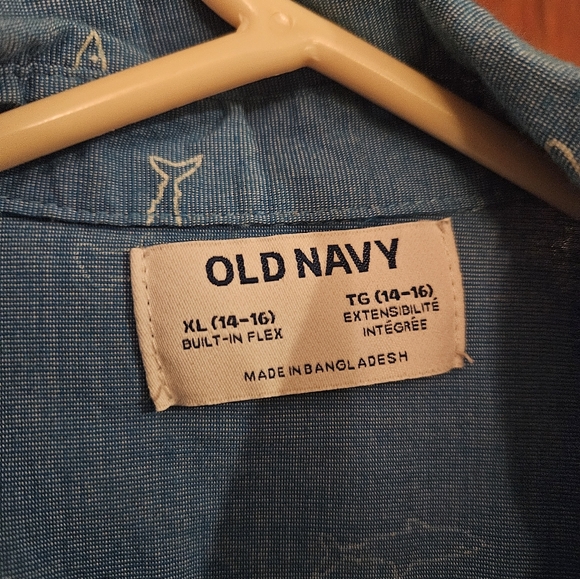 OLD NAVY
XL (14-16)
BUILT-IN FLEX
TG (14-16)
EXTENSIBILITÉ
INTÉGRÉE
MADE IN BANGLADESH